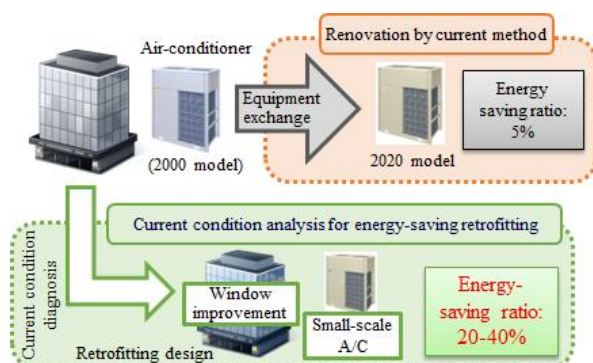 Renovation by current method
Air-conditioner
(2000 model)
Equipment
exchange
2020 model
Energy
saving ratio:
5%
Current condition analysis for energy-saving retrofitting
Current condition
diagnosis
Window
improvement
Small-scale
A/C
Retrofitting design
Energy-
saving ratio:
20-40%